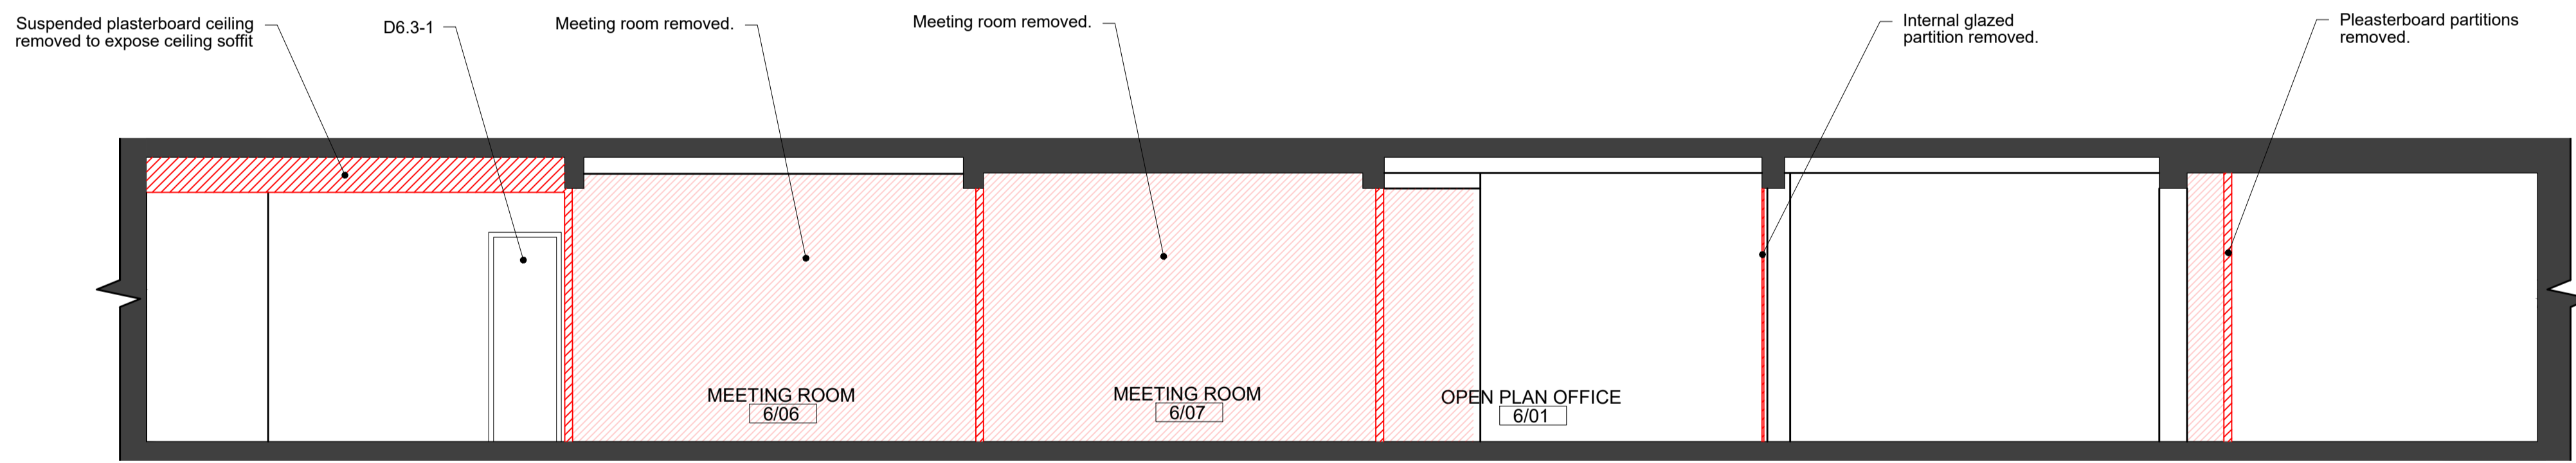 Suspended plasterboard ceiling
removed to expose ceiling soffit
D6.3-1
Meeting room removed.
Meeting room removed.
Internal glazed
partition removed.
Pleasterboard partitions
removed.
MEETING ROOM
6/06
MEETING ROOM
6/07
OPEN PLAN OFFICE
6/01